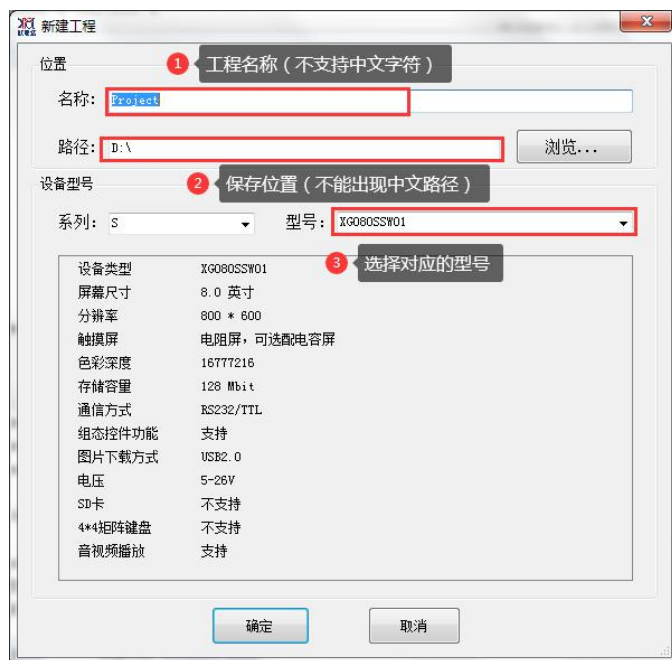 新建工程
位置
1 工程名称（不支持中文字符）
名称: Project
路径: D:\ 浏览...
设备型号
2 保存位置（不能出现中文路径）
系列: S 型号: XG080SSW01
3 选择对应的型号
设备类型 XG080SSW01
屏幕尺寸 8.0 英寸
分辨率 800 * 600
触摸屏 电阻屏，可选配电容屏
色彩深度 16777216
存储容量 128 Mbit
通信方式 RS232/TTL
组态控件功能 支持
图片下载方式 USB2.0
电压 5-26V
SD卡 不支持
4*4矩阵键盘 不支持
音视频播放 支持
确定 取消